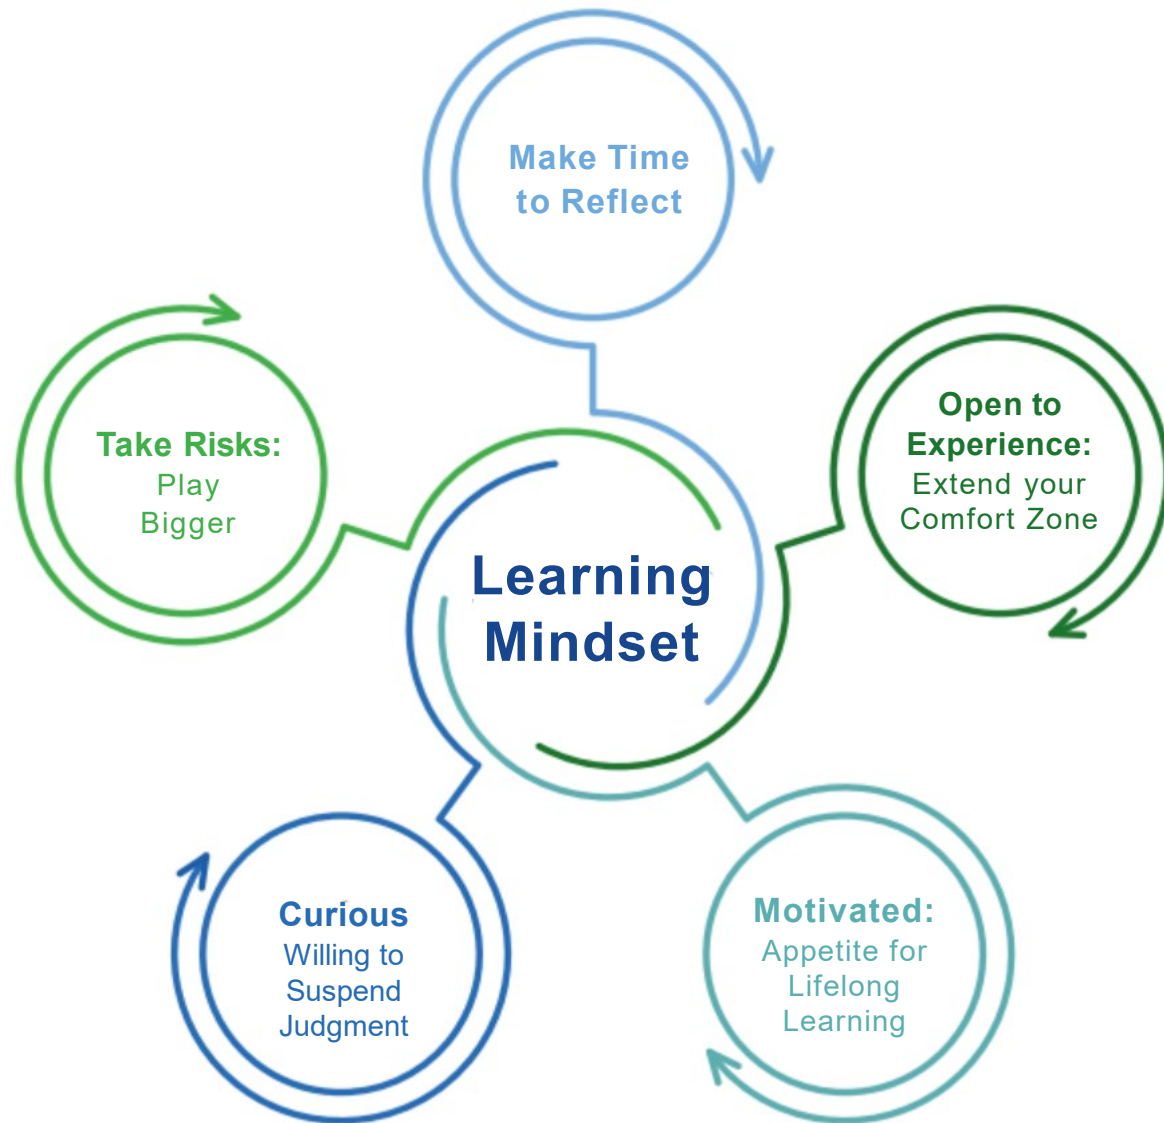 Make Time
to Reflect
Take Risks:
Play
Bigger
Open to
Experience:
Extend your
Comfort Zone
Learning
Mindset
Curious
Willing to
Suspend
Judgment
Motivated:
Appetite for
Lifelong
Learning